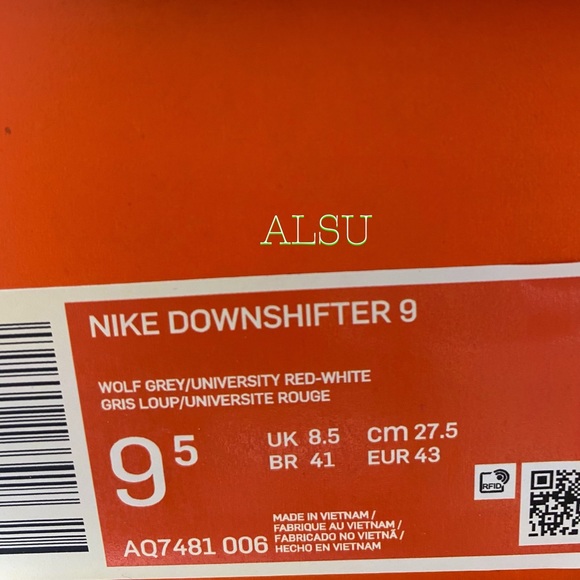 ALSU
NIKE DOWNSHIFTER 9
WOLF GREY/UNIVERSITY RED-WHITE
GRIS LOUP/UNIVERSITE ROUGE
9 5
UK 8.5 cm 27.5
BR 41 EUR 43
RFID
MADE IN VIETNAM /
FABRIQUE AU VIETNAM /
FABRICADO NO VIETNÃ /
AQ7481 006 HECHO EN VIETNAM